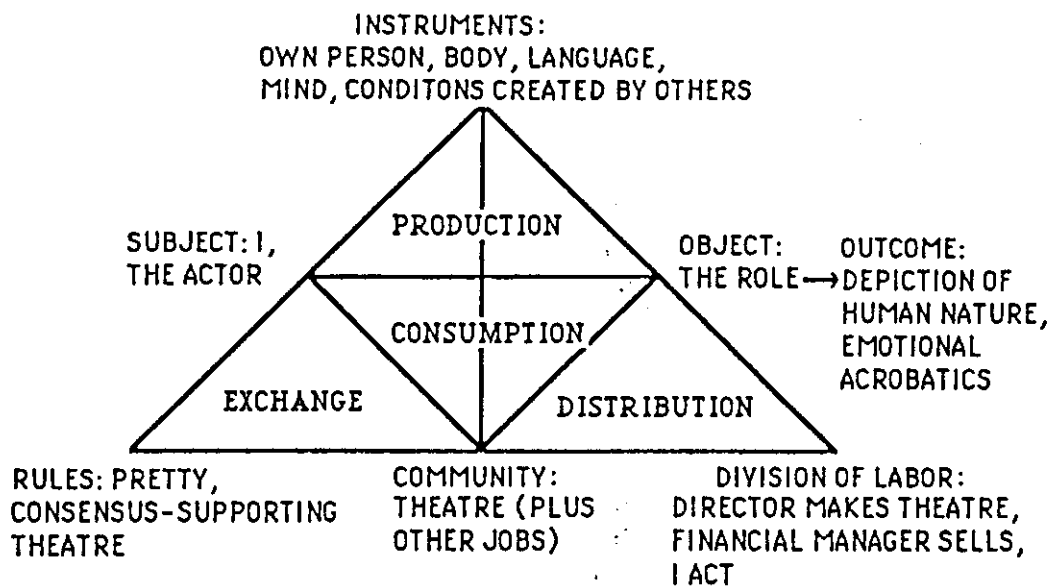 INSTRUMENTS:
OWN PERSON, BODY, LANGUAGE,
MIND, CONDITONS CREATED BY OTHERS
PRODUCTION
SUBJECT: I,
THE ACTOR
OBJECT:
THE ROLE →
OUTCOME:
DEPICTION OF
HUMAN NATURE,
EMOTIONAL
ACROBATICS
CONSUMPTION
EXCHANGE
DISTRIBUTION
RULES: PRETTY,
CONSENSUS-SUPPORTING
THEATRE
COMMUNITY:
THEATRE (PLUS
OTHER JOBS)
DIVISION OF LABOR:
DIRECTOR MAKES THEATRE,
FINANCIAL MANAGER SELLS,
I ACT